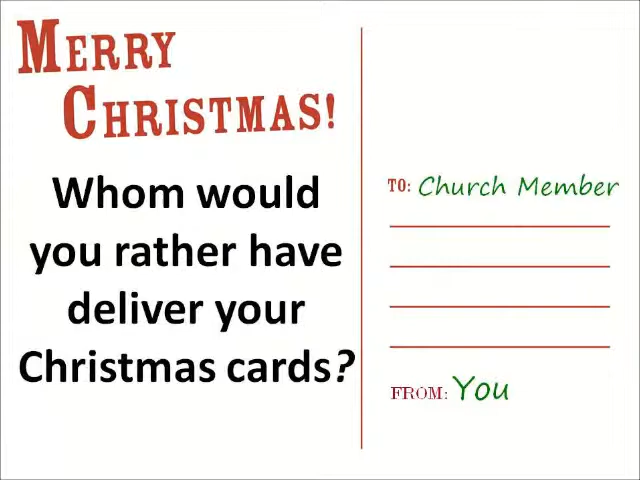 MERRY
CHRISTMAS!
Whom would
you rather have
deliver your
Christmas cards?
TO: Church Member
FROM: You